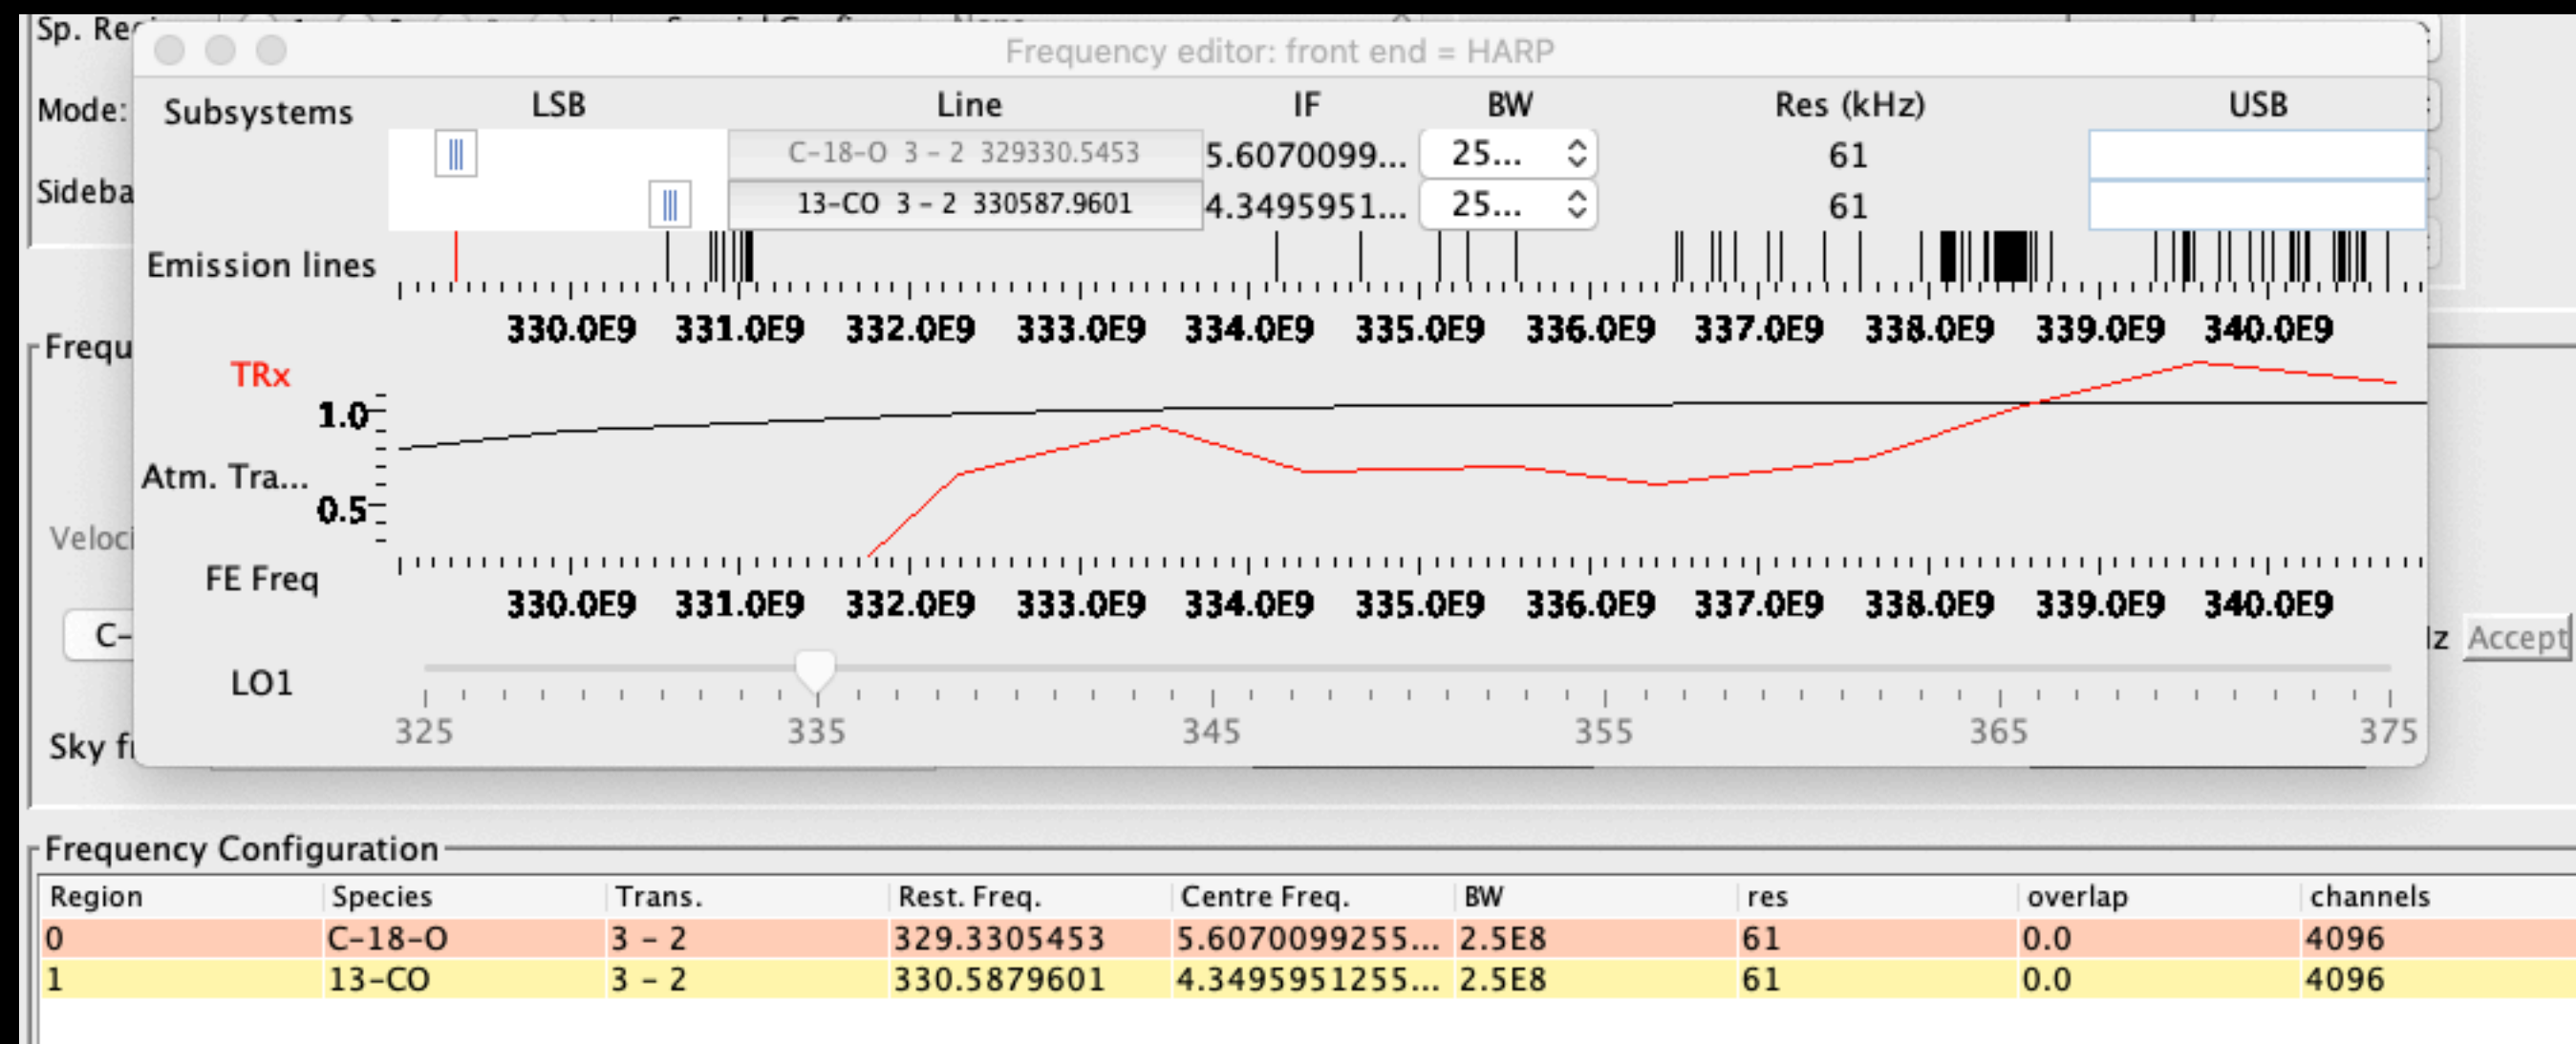 Sp. Re
Frequency editor: front end = HARP
Mode:
Subsystems LSB Line IF BW Res (kHz) USB
C-18-O 3 - 2 329330.5453 5.6070099... 25... 61
Sideba
13-CO 3 - 2 330587.9601 4.3495951... 25... 61
Emission lines
330.0E9 331.0E9 332.0E9 333.0E9 334.0E9 335.0E9 336.0E9 337.0E9 338.0E9 339.0E9 340.0E9
Frequ
TRx
1.0
Atm. Tra...
0.5
Veloci
FE Freq
330.0E9 331.0E9 332.0E9 333.0E9 334.0E9 335.0E9 336.0E9 337.0E9 338.0E9 339.0E9 340.0E9
C- Iz Accept
LO1
325 335 345 355 365 375
Sky fr
Frequency Configuration
Region Species Trans. Rest. Freq. Centre Freq. BW res overlap channels
0 C-18-O 3 - 2 329.3305453 5.6070099255... 2.5E8 61 0.0 4096
1 13-CO 3 - 2 330.5879601 4.3495951255... 2.5E8 61 0.0 4096